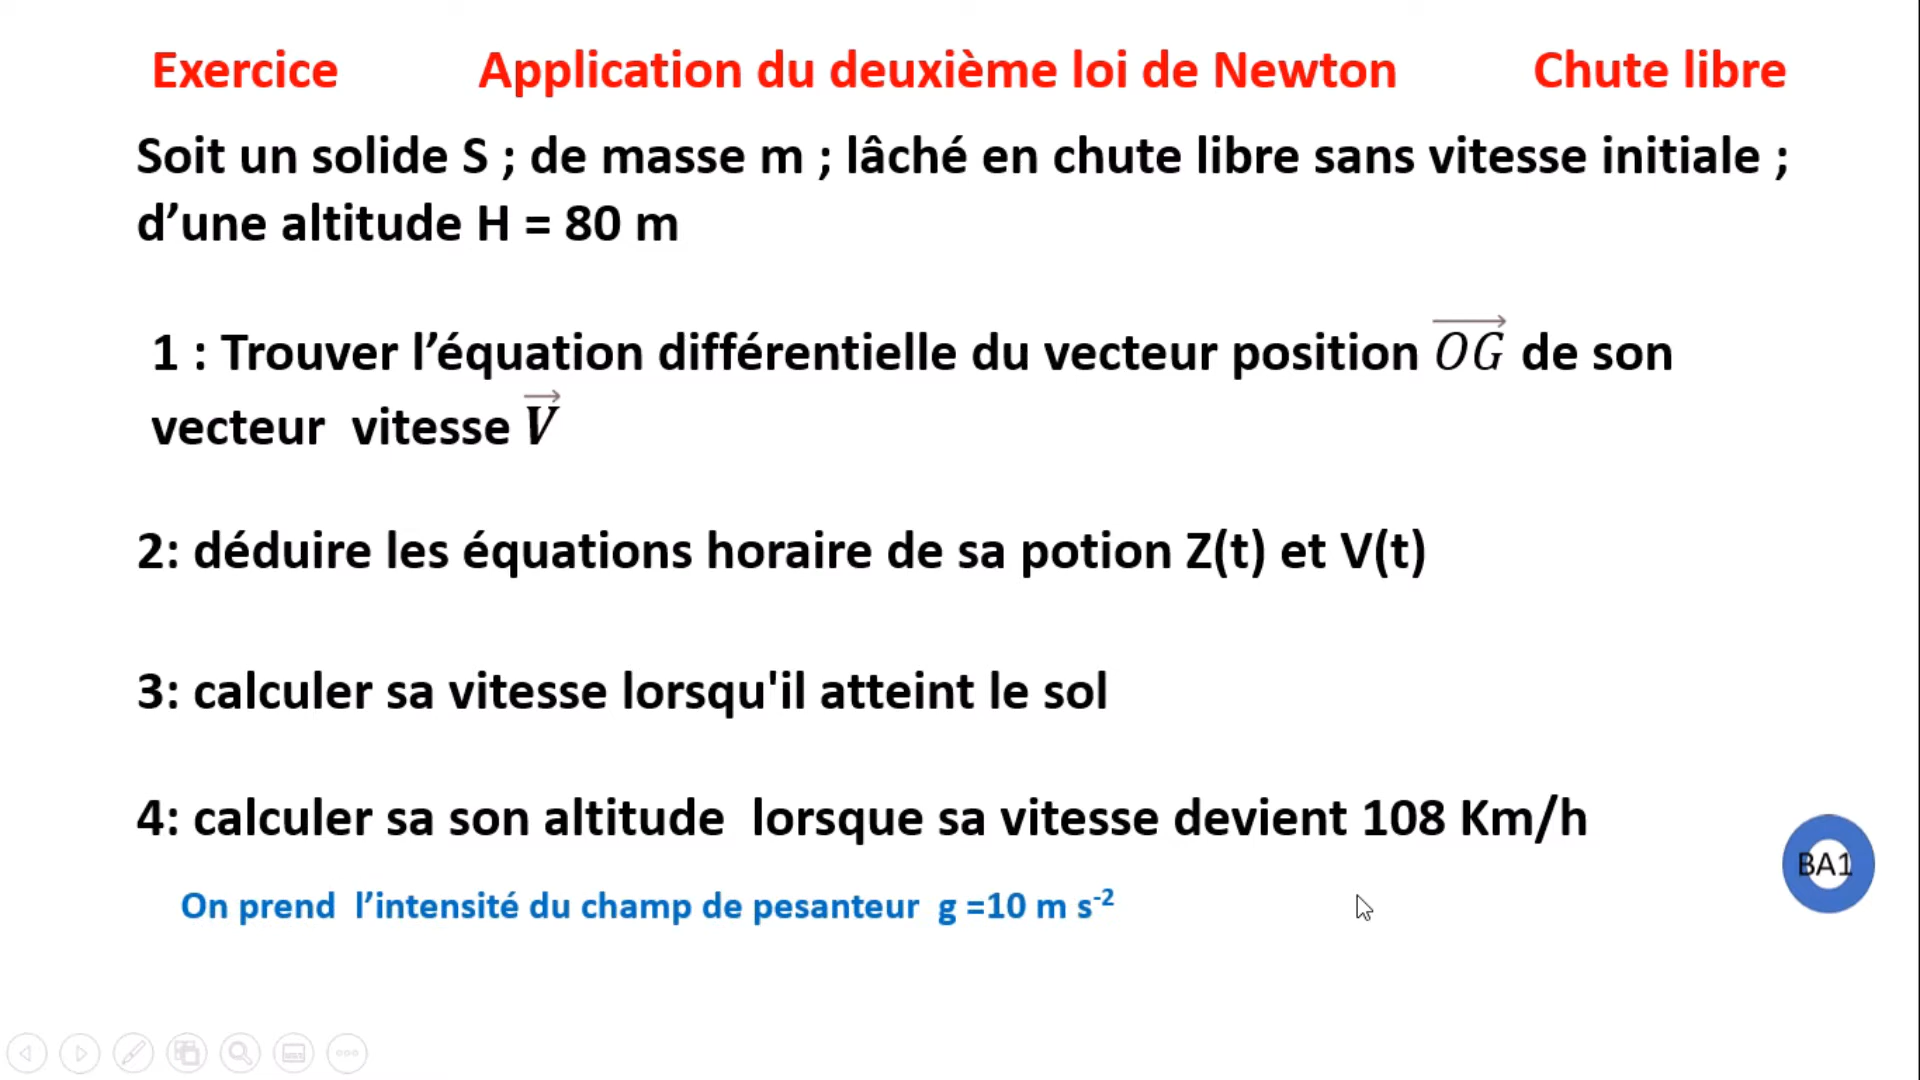 Exercice Application du deuxième loi de Newton Chute libre
Soit un solide S ; de masse m ; lâché en chute libre sans vitesse initiale ;
d’une altitude H = 80 m
1 : Trouver l’équation différentielle du vecteur position \overrightarrow{OG} de son
vecteur vitesse \overrightarrow{V}
2: déduire les équations horaire de sa potion Z(t) et V(t)
3: calculer sa vitesse lorsqu'il atteint le sol
4: calculer sa son altitude lorsque sa vitesse devient 108 Km/h
BA1
On prend l’intensité du champ de pesanteur g =10 m s⁻²